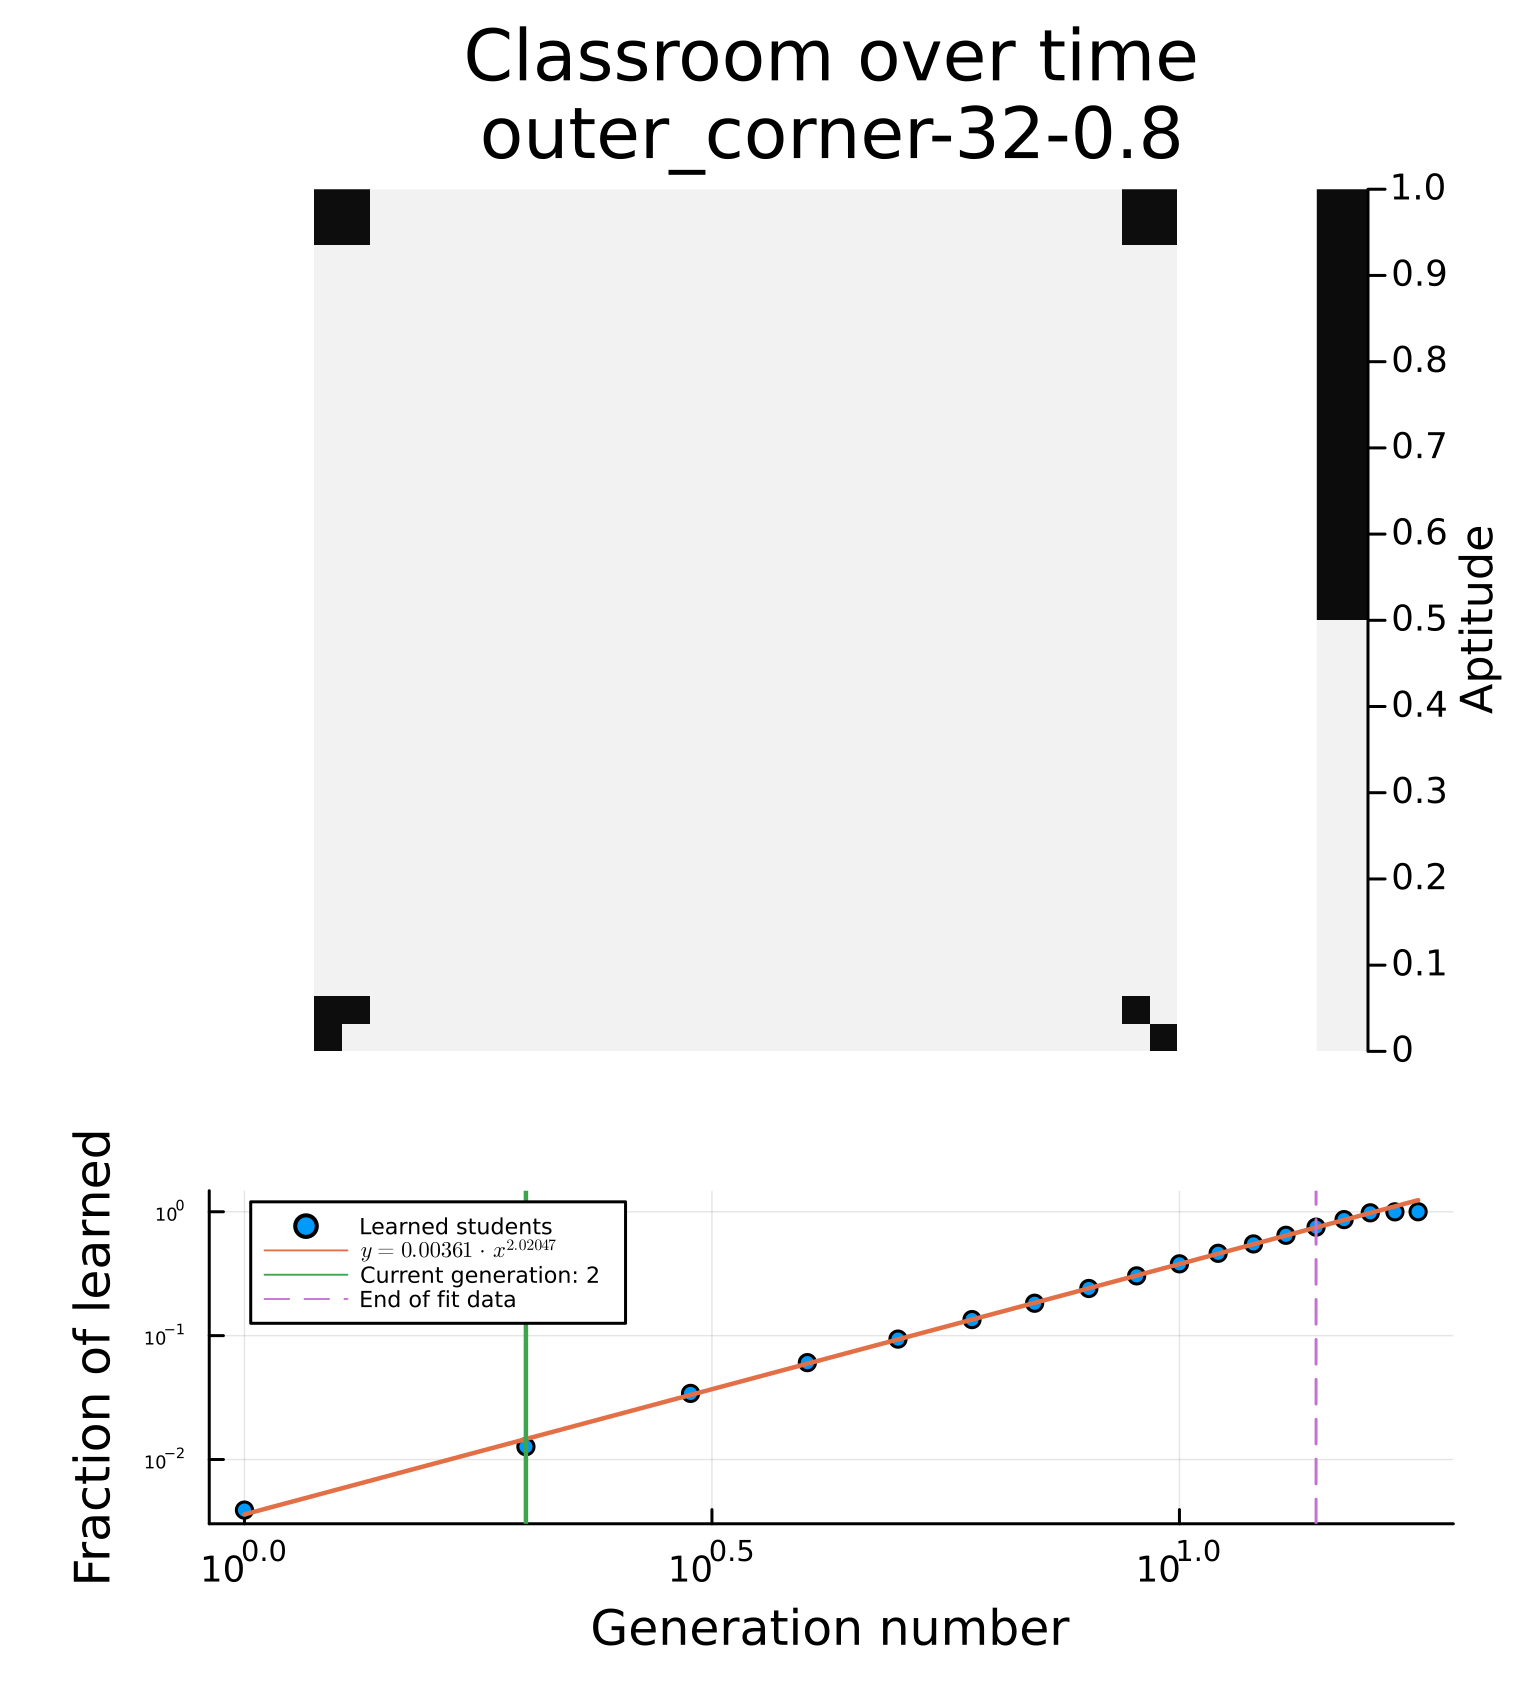 Classroom over time
outer_corner-32-0.8
1.0
0.9
0.8
0.7
0.6
0.5
0.4
0.3
0.2
0.1
0
Aptitude
Fraction of learned
10⁰
10⁻¹
10⁻²
Learned students
y = 0.00361 · x^2.02047
Current generation: 2
End of fit data
10^0.0
10^0.5
10^1.0
Generation number